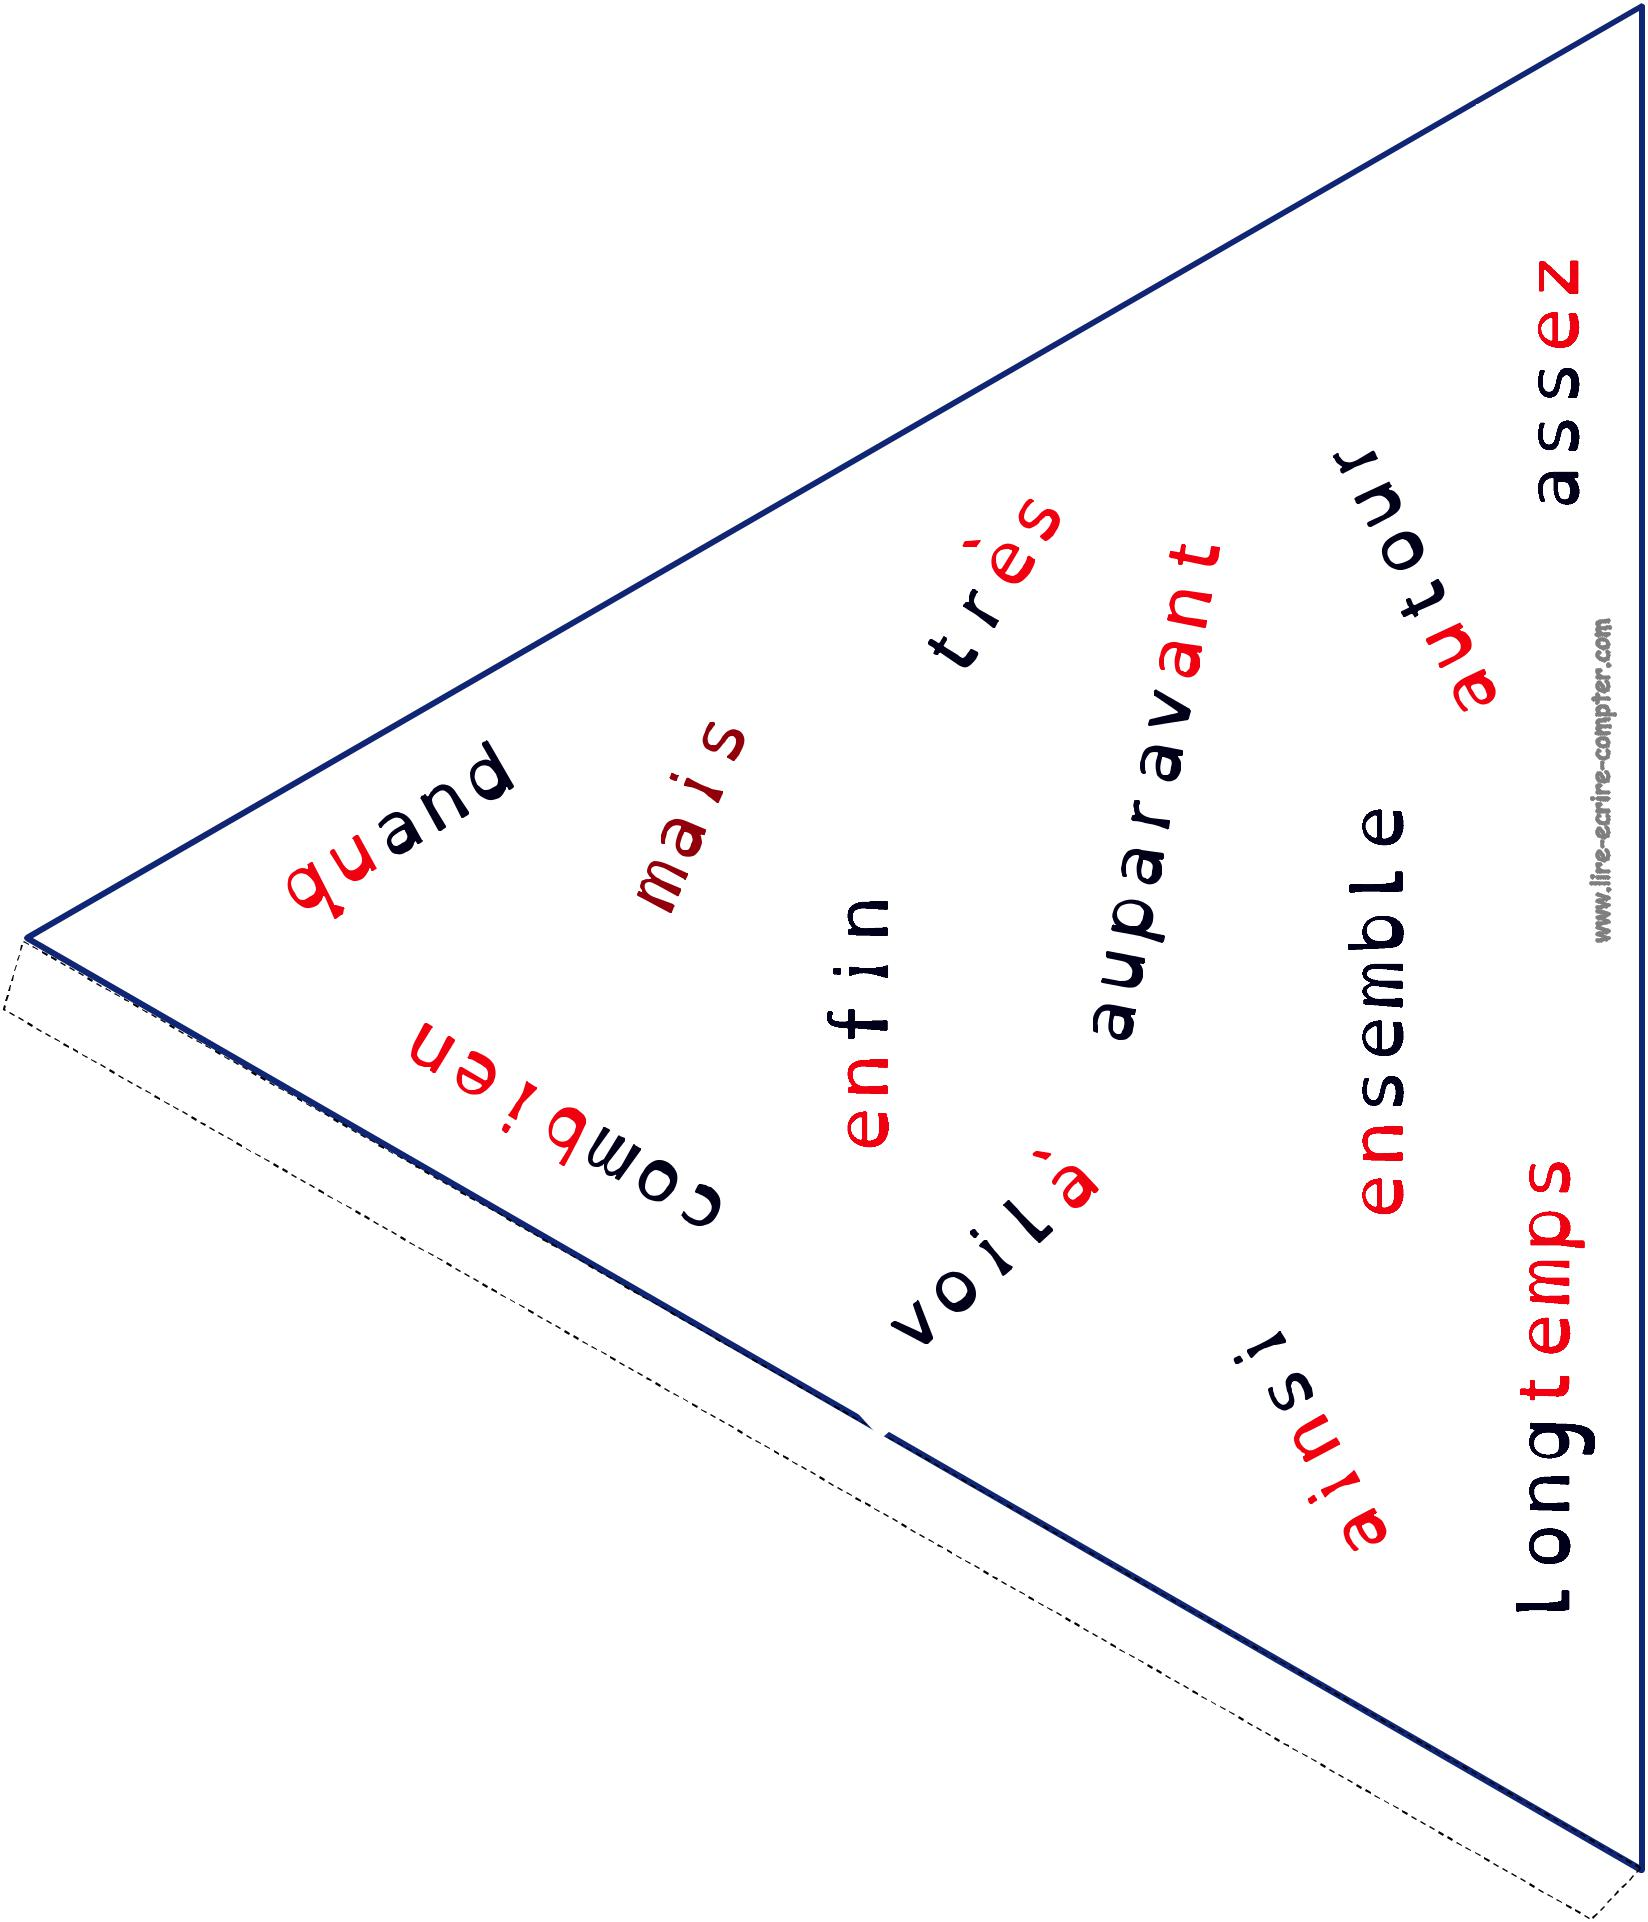 quand
combien
mais
enfin
très
voilà
auparavant
ensemble
ainsi
autour
assez
longtemps
www.lire-ecrire-compter.com